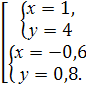 x = 1,
y = 4
x = −0,6
y = 0,8.